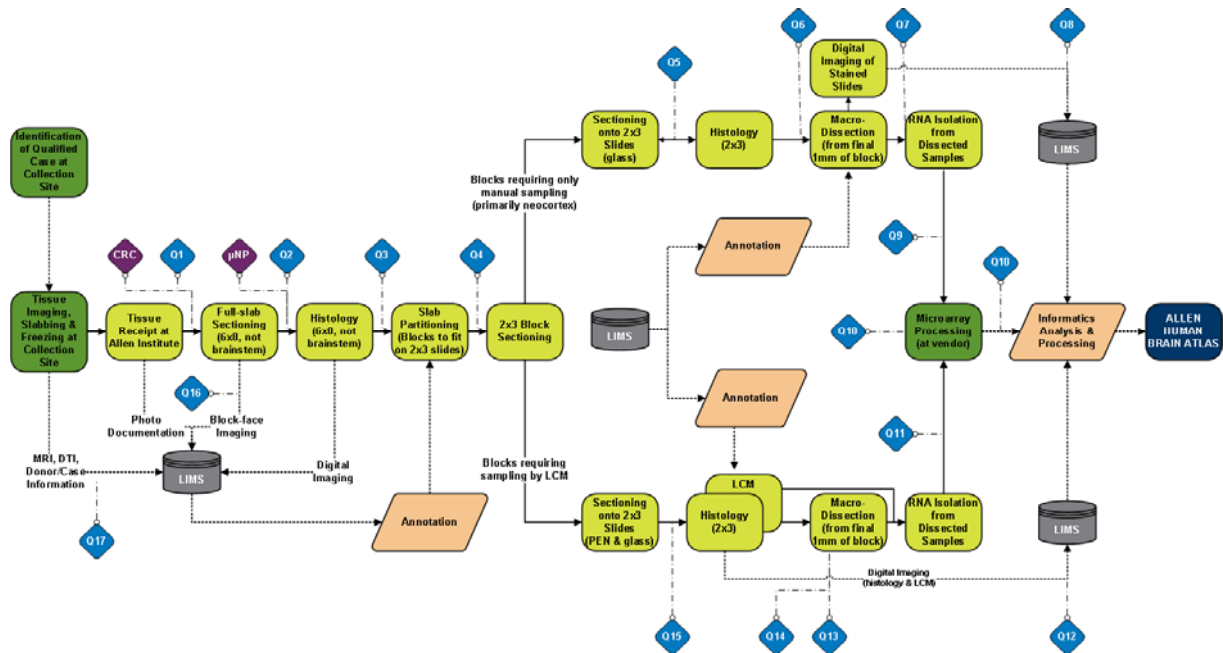 Q6
Q7
Q8
Q5
Digital
Imaging of
Stained
Slides
Identification
of Qualified
Case at
Collection
Site
Sectioning
onto 2x3
Slides
(glass)
Histology
(2x3)
Macro-
Dissection
(from final
1mm of block)
RNA Isolation
from
Dissected
Samples
LIMS
Blocks requiring only
manual sampling
(primarily neocortex)
CRC
Q1
µNP
Q2
Q3
Q4
Annotation
Q9
Q10
Tissue
Imaging,
Slabbing &
Freezing at
Collection
Site
Tissue
Receipt at
Allen Institute
Full-slab
Sectioning
(6x8, not
brainstem)
Histology
(6x8, not
brainstem)
Slab
Partitioning
(Blocks to fit
on 2x3 slides)
2x3 Block
Sectioning
LIMS
Q10
Microarray
Processing
(at vendor)
Informatics
Analysis &
Processing
ALLEN
HUMAN
BRAIN ATLAS
Q16
Annotation
Photo
Documentation
Block-face
Imaging
Q11
MRI, DTI,
Donor/Case
Information
LIMS
Digital
Imaging
Blocks requiring
sampling by LCM
LCM
Annotation
Sectioning
onto 2x3
Slides
(PEN & glass)
Histology
(2x3)
Macro-
Dissection
(from final
1mm of block)
RNA Isolation
from
Dissected
Samples
LIMS
Q17
Digital Imaging
(histology & LCM)
Q15
Q14
Q13
Q12